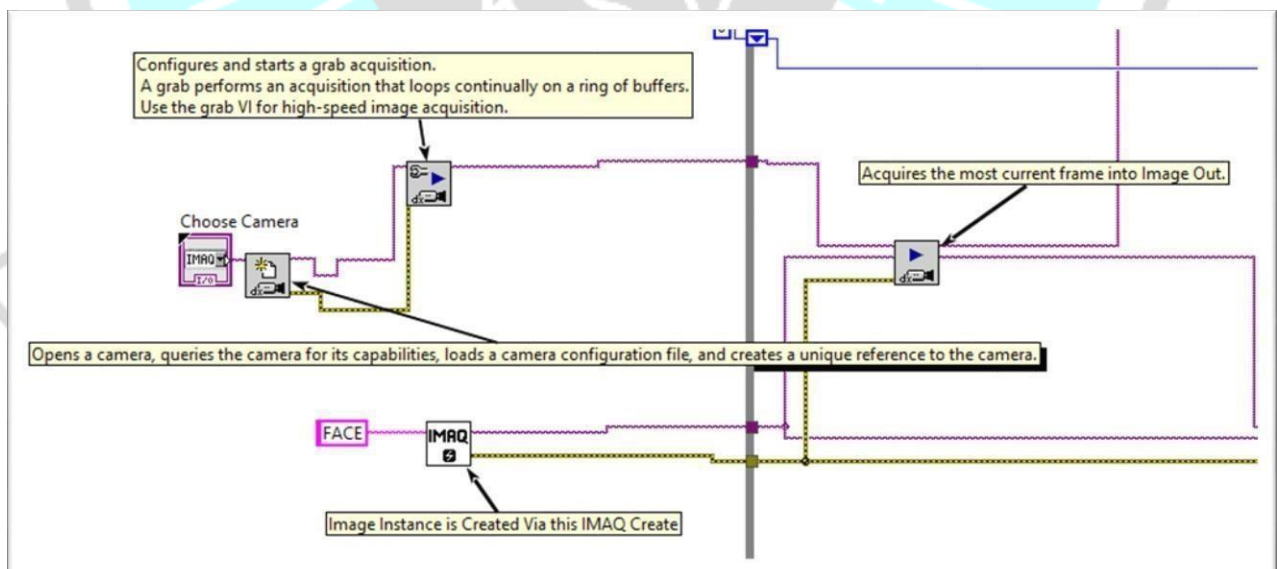 Configures and starts a grab acquisition.
A grab performs an acquisition that loops continually on a ring of buffers.
Use the grab VI for high-speed image acquisition.
Acquires the most current frame into Image Out.
Choose Camera
IMAQ
I/O
Opens a camera, queries the camera for its capabilities, loads a camera configuration file, and creates a unique reference to the camera.
FACE
IMAQ
Image Instance is Created Via this IMAQ Create